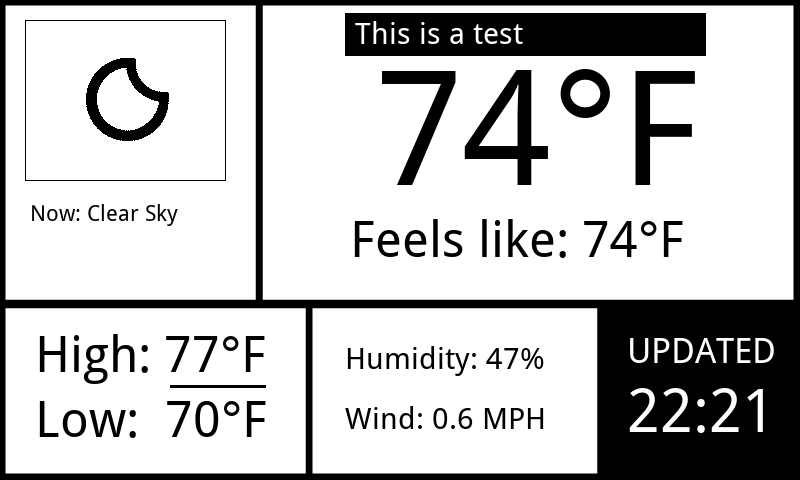 This is a test
74°F
Feels like: 74°F
Now: Clear Sky
High: 77°F
Low: 70°F
Humidity: 47%
Wind: 0.6 MPH
UPDATED
22:21